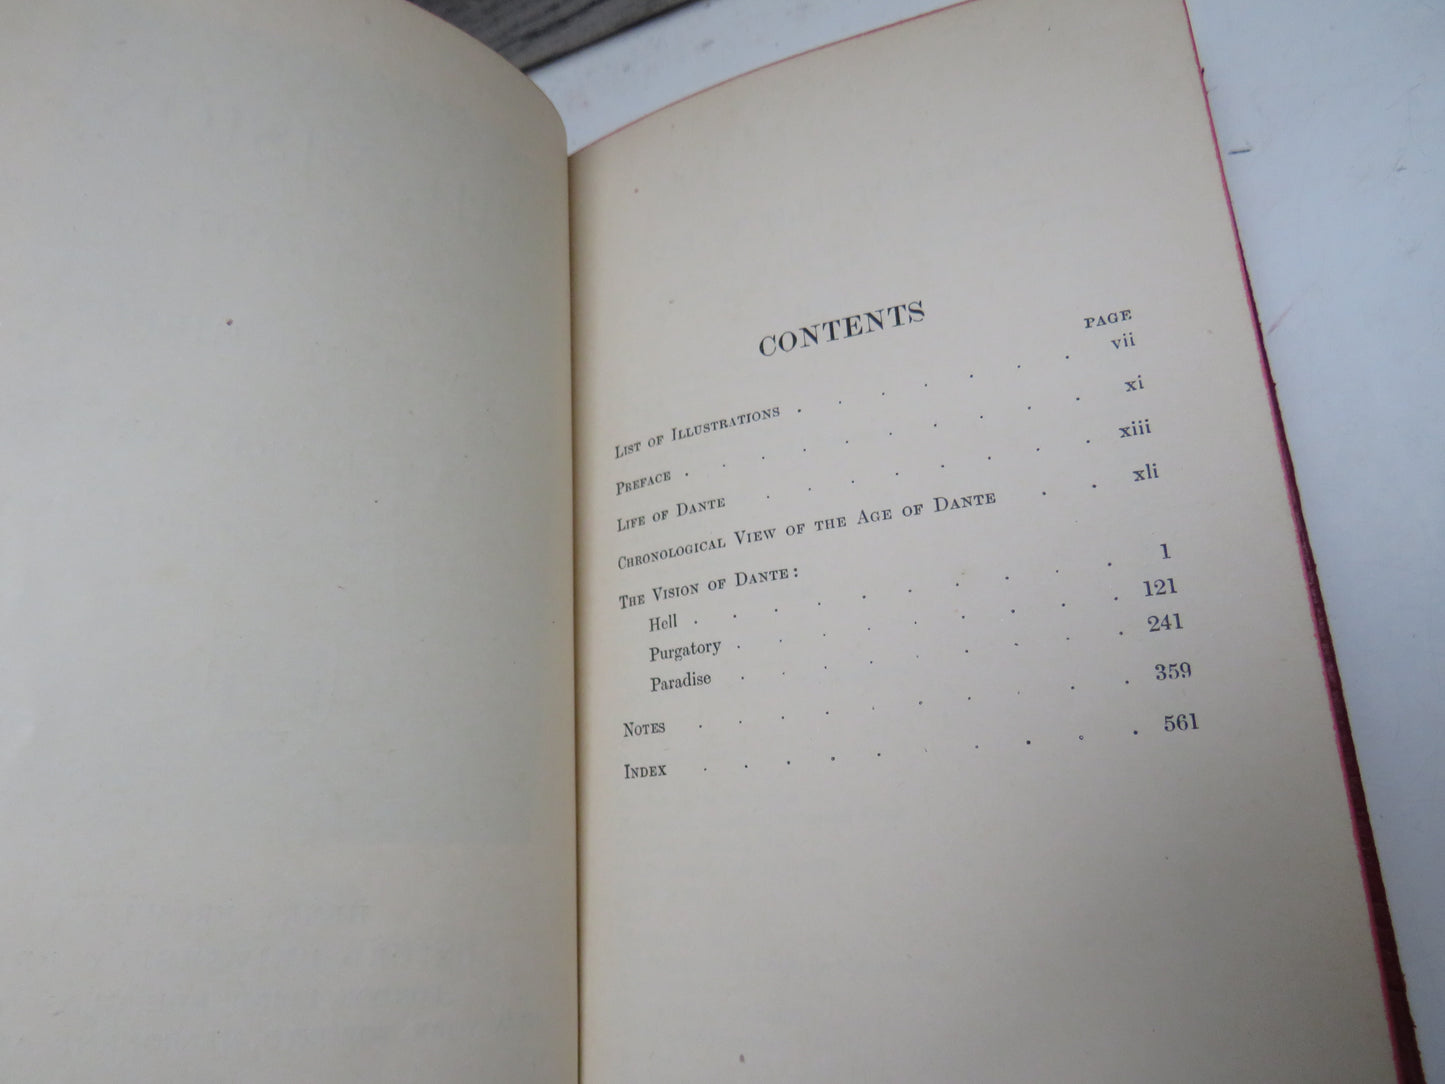 CONTENTS
PAGE
List of Illustrations . . . . . . . vii
Preface . . . . . . . . . . xi
Life of Dante . . . . . . . . xiii
Chronological View of the Age of Dante . . xli
The Vision of Dante:
Hell . . . . . . . . . . 1
Purgatory . . . . . . . . . 121
Paradise . . . . . . . . . 241
Notes . . . . . . . . . . 359
Index . . . . . . . . . . 561